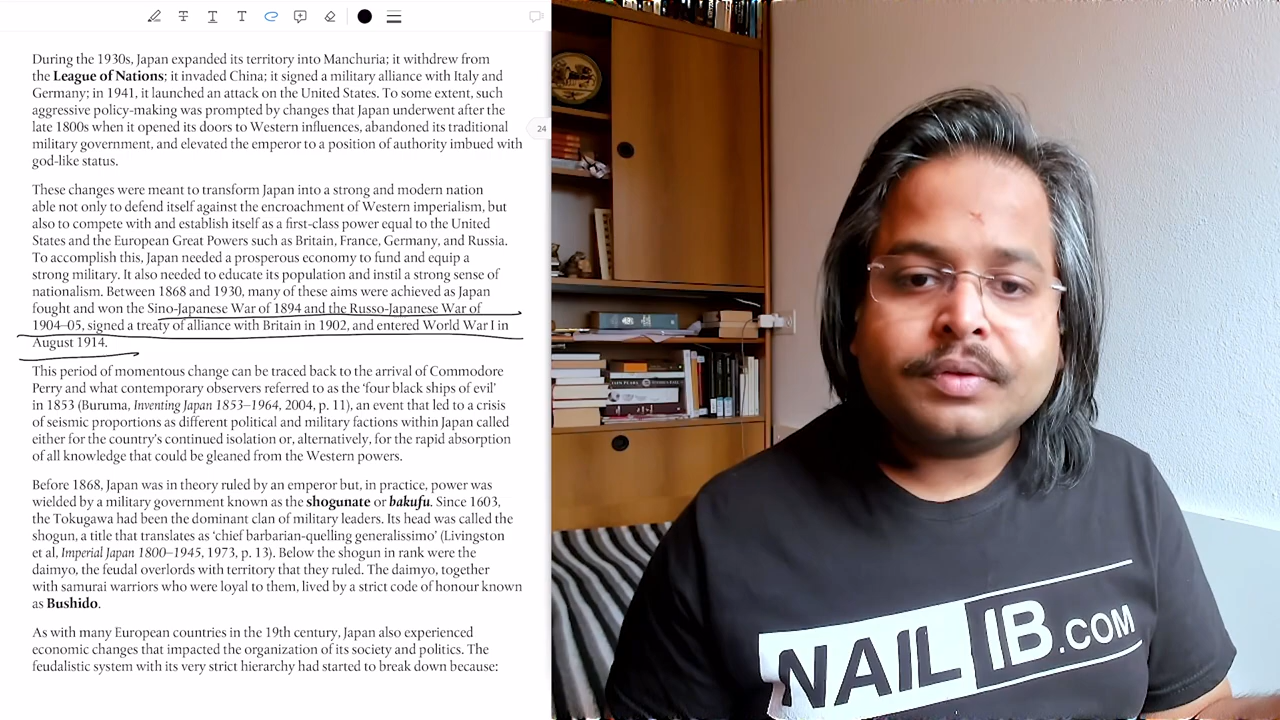 During the 1930s, Japan expanded its territory into Manchuria; it withdrew from
the League of Nations; it invaded China; it signed a military alliance with Italy and
Germany; in 1941, it launched an attack on the United States. To some extent, such
aggressive policy-making was prompted by changes that Japan underwent after the
late 1800s when it opened its doors to Western influences, abandoned its traditional
military government, and elevated the emperor to a position of authority imbued with
god-like status.
24
These changes were meant to transform Japan into a strong and modern nation
able not only to defend itself against the encroachment of Western imperialism, but
also to compete with and establish itself as a first-class power equal to the United
States and the European Great Powers such as Britain, France, Germany, and Russia.
To accomplish this, Japan needed a prosperous economy to fund and equip a
strong military. It also needed to educate its population and instil a strong sense of
nationalism. Between 1868 and 1930, many of these aims were achieved as Japan
fought and won the Sino-Japanese War of 1894 and the Russo-Japanese War of
1904–05, signed a treaty of alliance with Britain in 1902, and entered World War I in
August 1914.
This period of momentous change can be traced back to the arrival of Commodore
Perry and what contemporary observers referred to as the ‘four black ships of evil’
in 1853 (Buruma, Inventing Japan 1853–1964, 2004, p. 11), an event that led to a crisis
of seismic proportions as different political and military factions within Japan called
either for the country’s continued isolation or, alternatively, for the rapid absorption
of all knowledge that could be gleaned from the Western powers.
Before 1868, Japan was in theory ruled by an emperor but, in practice, power was
wielded by a military government known as the shogunate or bakufu. Since 1603,
the Tokugawa had been the dominant clan of military leaders. Its head was called the
shogun, a title that translates as ‘chief barbarian-quelling generalissimo’ (Livingston
et al, Imperial Japan 1800–1945, 1973, p. 13). Below the shogun in rank were the
daimyo, the feudal overlords with territory that they ruled. The daimyo, together
with samurai warriors who were loyal to them, lived by a strict code of honour known
as Bushido.
As with many European countries in the 19th century, Japan also experienced
economic changes that impacted the organization of its society and politics. The
feudalistic system with its very strict hierarchy had started to break down because:
NAIL IB.COM